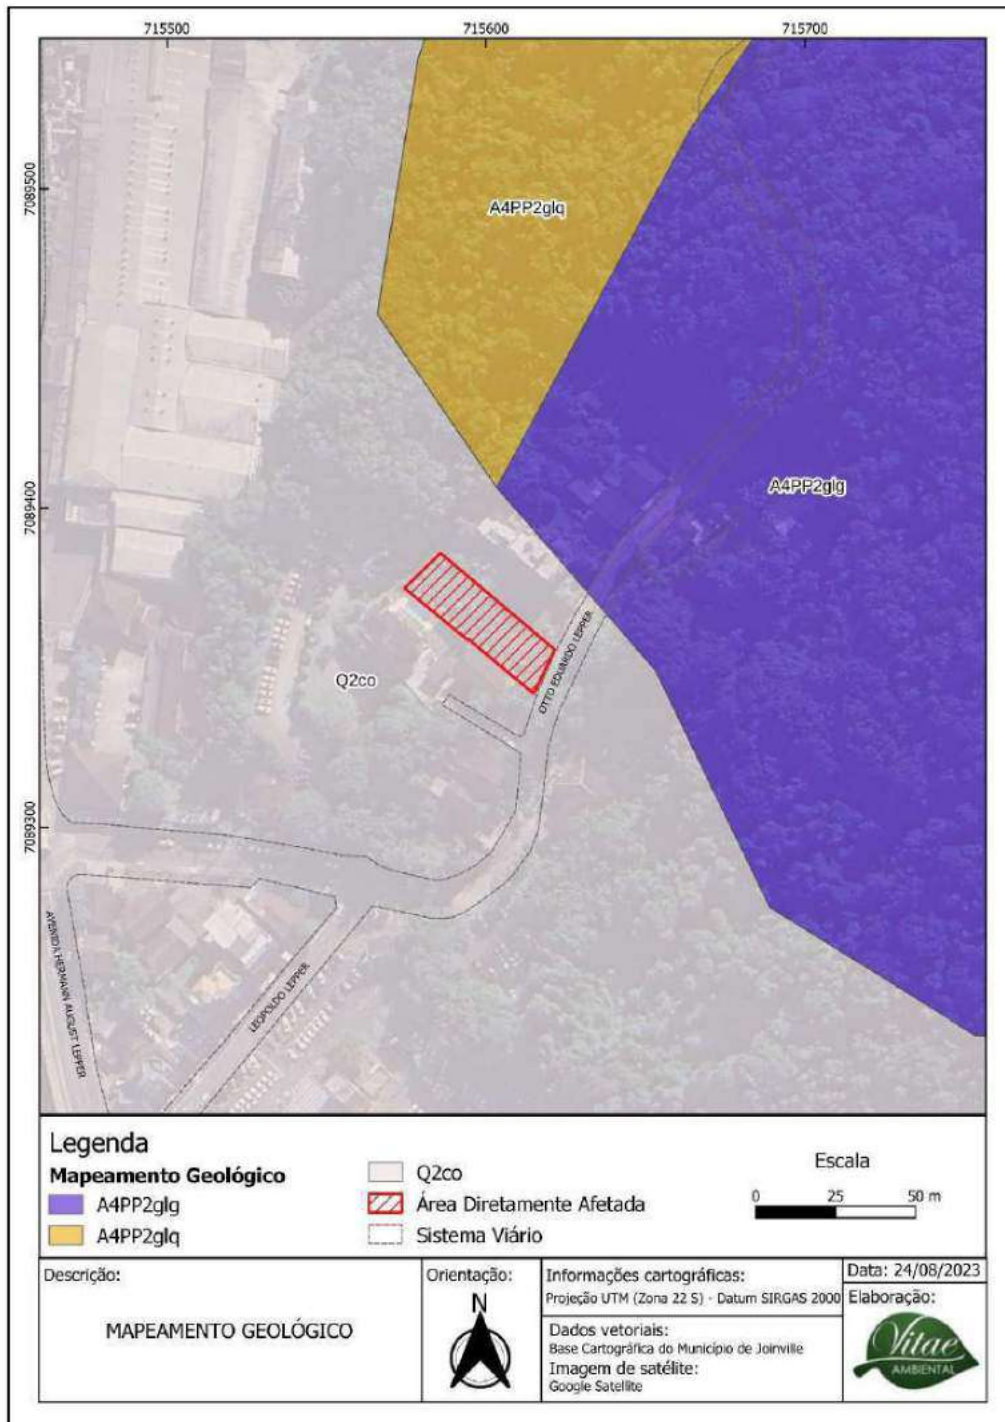 715500
715600
715700
7089500
A4PP2glq
7089400
A4PP2glg
OTTO EDUARDO LEPPER
Q2co
7089300
AVENIDA HERMANN AUGUST LEPPER
LEOPOLDO LEPPER
Legenda
Mapeamento Geológico
A4PP2glg
A4PP2glq
Q2co
Área Diretamente Afetada
Sistema Viário
Escala
0 25 50 m
Descrição:
MAPEAMENTO GEOLÓGICO
Orientação:
N
Informações cartográficas:
Projeção UTM (Zona 22 S) - Datum SIRGAS 2000
Dados vetoriais:
Base Cartográfica do Município de Joinville
Imagem de satélite:
Google Satellite
Data: 24/08/2023
Elaboração:
Vitae
AMBIENTAL